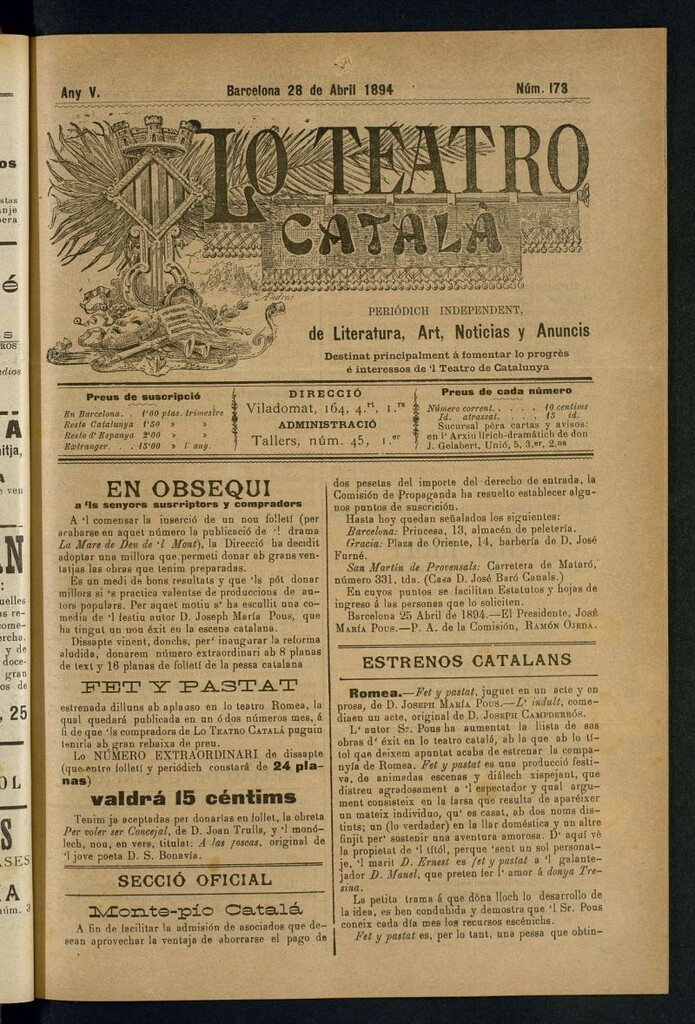 Any V.
Barcelona 28 de Abril 1894
Núm. 173
LO TEATRO
CATALÀ
PERIÓDICH INDEPENDENT,
de Literatura, Art, Noticias y Anuncis
Destinat principalment á fomentar lo progrés
é interessos de 'l Teatro de Catalunya
Preus de suscripció
En Barcelona. . 1'00 ptas. trimestre
Resto Catalunya 1'50 » »
Resto d'Espanya 2'00 » »
Extranger. . . . 15'00 » l' any.
DIRECCIÓ
Viladomat, 164, 4.rt, 1.ra
ADMINISTRACIÓ
Tallers, núm. 45, 1.er
Preus de cada número
Número corrent. . . . . 10 céntims
Id. atrassat. . . . . 15 id.
Sucursal pera cartas y avisos:
en l' Arxiu lírich-dramátich de don
J. Gelabert, Unió, 5, 3.er, 2.na
EN OBSEQUI
a 'ls senyors suscriptors y compradors
A 'l comensar la inserció de un nou folletí (per
acabarse en aquet número la publicació de 'l drama
La Mare de Deu de 'l Mont), la Direcció ha decidit
adoptar una millora que permeti donar ab grans ven-
tatjas las obras que tenim preparadas.
Es un medi de bons resultats y que 'ls pót donar
millors si 's practica valentse de produccions de au-
tors populars. Per aquet motiu s' ha escullit una co-
media de 'l festiu autor D. Joseph María Pous, que
ha tingut un nou éxit en la escena catalana.
Dissapte vinent, donchs, per' inaugurar la reforma
aludida, donarem número extraordinari ab 8 planas
de text y 16 planas de folletí de la pessa catalana
FET Y PASTAT
estrenada dilluns ab aplauso en lo teatro Romea, la
qual quedará publicada en un ó dos números mes, á
fi de que 'ls compradors de LO TEATRO CATALÁ puguin
tenirla ab gran rebaixa de preu.
Lo NÚMERO EXTRAORDINARI de dissapte
(que entre folletí y periódich constará de 24 pla-
nas)
valdrá 15 céntims
Tenim ja aceptadas per donarlas en follet, la obreta
Per voler ser Concejal, de D. Joan Trulls, y 'l monó-
lech, nou, en vers, titulat: A las foscas, original de
'l jove poeta D. S. Bonavía.
SECCIÓ OFICIAL
Monte-pío Catalá
A fin de facilitar la admisión de asociados que de-
sean aprovechar la ventaja de ahorrarse el pago de
dos pesetas del importe del derecho de entrada, la
Comisión de Propaganda ha resuelto establecer algu-
nos puntos de suscrición.
Hasta hoy quedan señalados los siguientes:
Barcelona: Princesa, 13, almacén de peletería.
Gracia: Plaza de Oriente, 14, barbería de D. José
Furné.
San Martín de Provensals: Carretera de Mataró,
número 331, tda. (Casa D. José Baró Canals.)
En cuyos puntos se facilitan Estatutos y hojas de
ingreso á las personas que lo soliciten.
Barcelona 25 Abril de 1894.—El Presidente, JOSÉ
MARÍA POUS.—P. A. de la Comisión, RAMÓN OJEDA.
ESTRENOS CATALANS
Romea.—Fet y pastat, juguet en un acte y en
prosa, de D. JOSEPH MARÍA POUS.—L' indult, come-
dia en un acte, original de D. JOSEPH CAMPDERRÓS.
L' autor Sr. Pous ha aumentat la llista de sas
obras d' éxit en lo teatro catalá, ab la que ab lo tí-
tol que deixem apuntat acaba de estrenar la compa-
nyía de Romea. Fet y pastat es una producció festi-
va, de animadas escenas y diálech xispejant, que
distreu agradosament a 'l espectador y qual argu-
ment consisteix en la farsa que resulta de aparéixer
un mateix individuo, qu' es casat, ab dos noms dis-
tints; un (lo verdader) en la llar doméstica y un altre
fingit per' sostenir una aventura amorosa. D' aquí ve
la propietat de 'l títol, perque 'sent un sol personat-
je, 'l marit D. Ernest es fet y pastat a 'l galante-
jador D. Manel, que preten fer l' amor á donya Tre-
sina.
La petita trama á que dóna lloch lo desarrollo de
la idea, es ben conduhida y demostra que 'l Sr. Pous
coneix cada día mes los recursos escénichs.
Fet y pastat es, per lo tant, una pessa que obtin-